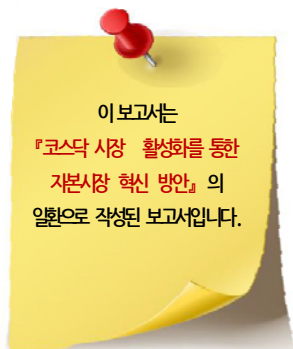 이 보고서는
『코스닥 시장 활성화를 통한
자본시장 혁신 방안』의
일환으로 작성된 보고서입니다.